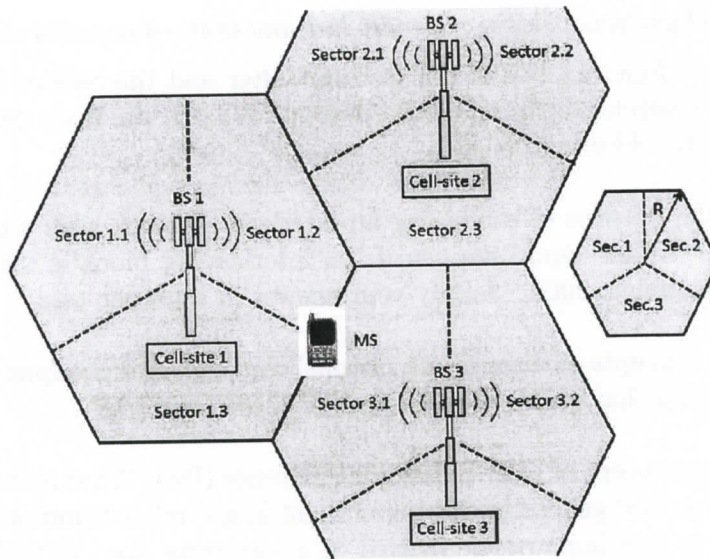 BS 2
Sector 2.1
Sector 2.2
Cell-site 2
Sector 2.3
BS 1
Sector 1.1
Sector 1.2
Cell-site 1
Sector 1.3
MS
BS 3
Sector 3.1
Sector 3.2
Cell-site 3
R
Sec.1
Sec.2
Sec.3